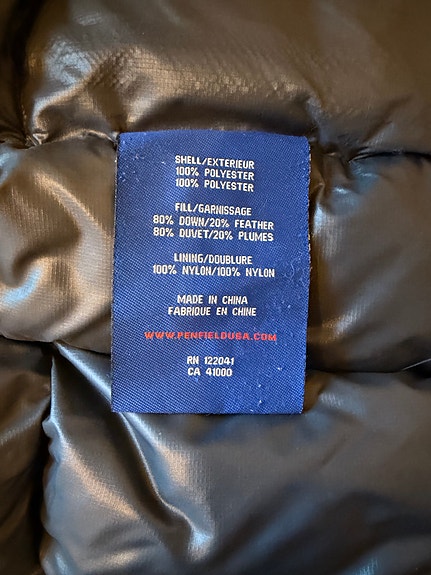 SHELL/EXTERIEUR
100% POLYESTER
100% POLYESTER
FILL/GARNISSAGE
80% DOWN/20% FEATHER
80% DUVET/20% PLUMES
LINING/DOUBLURE
100% NYLON/100% NYLON
MADE IN CHINA
FABRIQUE EN CHINE
WWW.PENFIELDUSA.COM
RN 122041
CA 41000